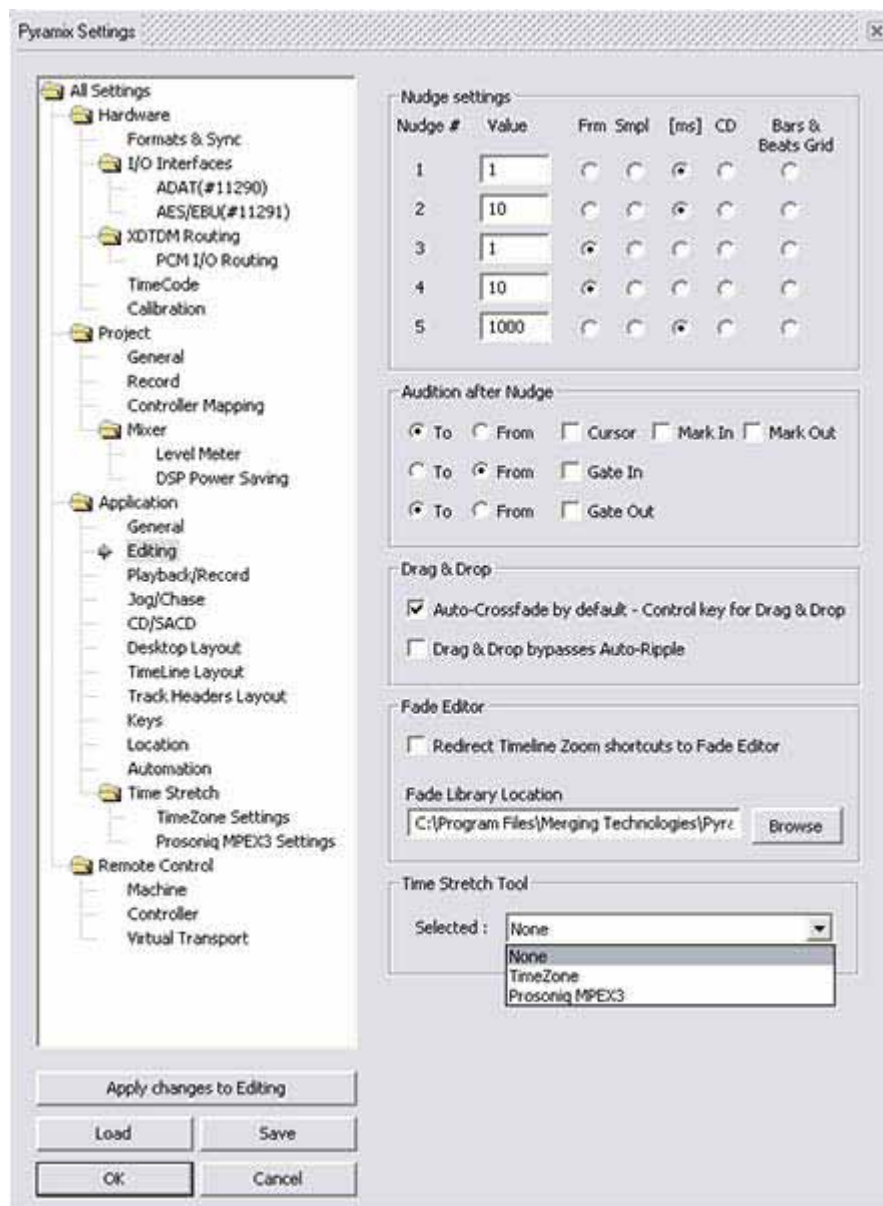 Pyramix Settings
All Settings
Hardware
Formats & Sync
I/O Interfaces
ADAT(#11290)
AES/EBU(#11291)
XDTDM Routing
PCM I/O Routing
TimeCode
Calibration
Project
General
Record
Controller Mapping
Mixer
Level Meter
DSP Power Saving
Application
General
Editing
Playback/Record
Jog/Chase
CD/SACD
Desktop Layout
TimeLine Layout
Track Headers Layout
Keys
Location
Automation
Time Stretch
TimeZone Settings
Prosoniq MPEX3 Settings
Remote Control
Machine
Controller
Virtual Transport
Apply changes to Editing
Load Save
OK Cancel
Nudge settings
Nudge # Value Frm Smpl [ms] CD Bars &
Beats Grid
1 1
2 10
3 1
4 10
5 1000
Audition after Nudge
To From Cursor Mark In Mark Out
To From Gate In
To From Gate Out
Drag & Drop
Auto-Crossfade by default - Control key for Drag & Drop
Drag & Drop bypasses Auto-Ripple
Fade Editor
Redirect Timeline Zoom shortcuts to Fade Editor
Fade Library Location
C:\Program Files\Merging Technologies\Pyra Browse
Time Stretch Tool
Selected : None
None
TimeZone
Prosoniq MPEX3